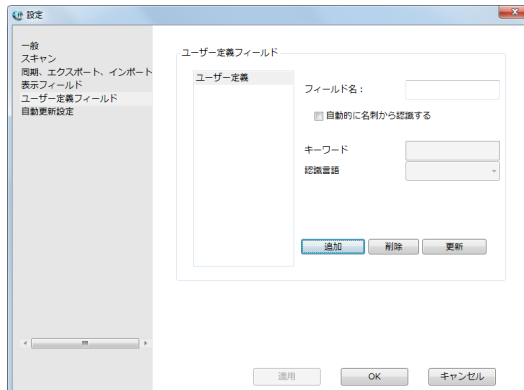 設定
一般
スキャン
同期、エクスポート、インポート
表示フィールド
ユーザー定義フィールド
自動更新設定
ユーザー定義フィールド
ユーザー定義
フィールド名：
自動的に名刺から認識する
キーワード
認識言語
追加
削除
更新
適用
OK
キャンセル